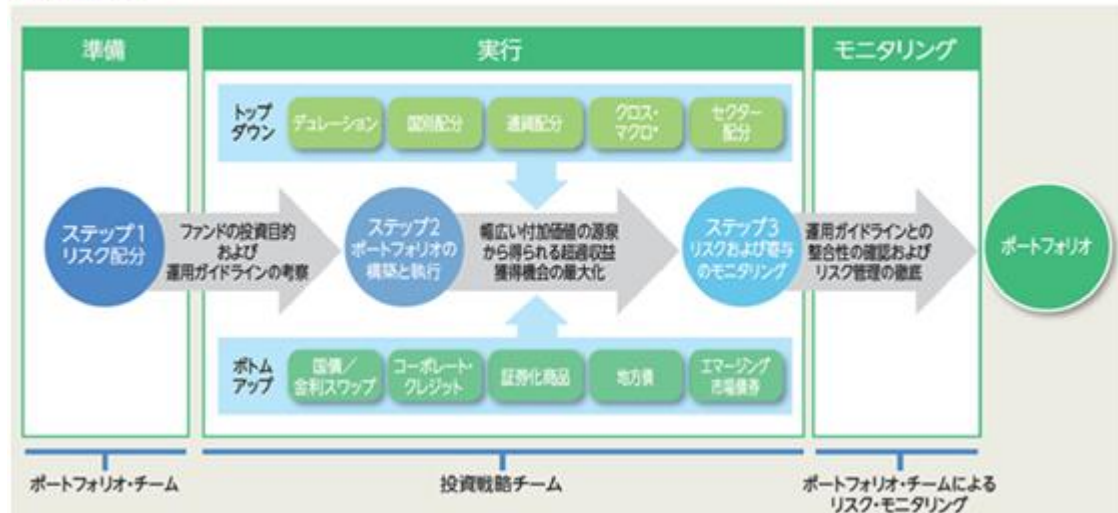 準備
実行
モニタリング
トップ
ダウン
デュレーション
国別配分
通貨配分
クロス・
マクロ*
セクター
配分
ステップ1
リスク配分
ファンドの投資目的
および
運用ガイドラインの考察
ステップ2
ポートフォリオの
構築と執行
幅広い付加価値の源泉
から得られる超過収益
獲得機会の最大化
ステップ3
リスクおよび寄与
のモニタリング
運用ガイドラインとの
整合性の確認および
リスク管理の徹底
ポートフォリオ
ボトム
アップ
国債/
金利スワップ
コーポレート・
クレジット
証券化商品
地方債
エマージング
市場債券
ポートフォリオ・チーム
投資戦略チーム
ポートフォリオ・チームによる
リスク・モニタリング